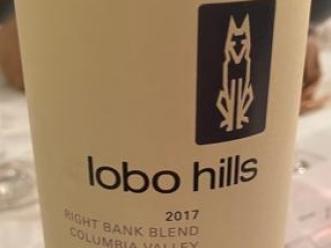 lobo hills
2017
RIGHT BANK BLEND
COLUMBIA VALLEY